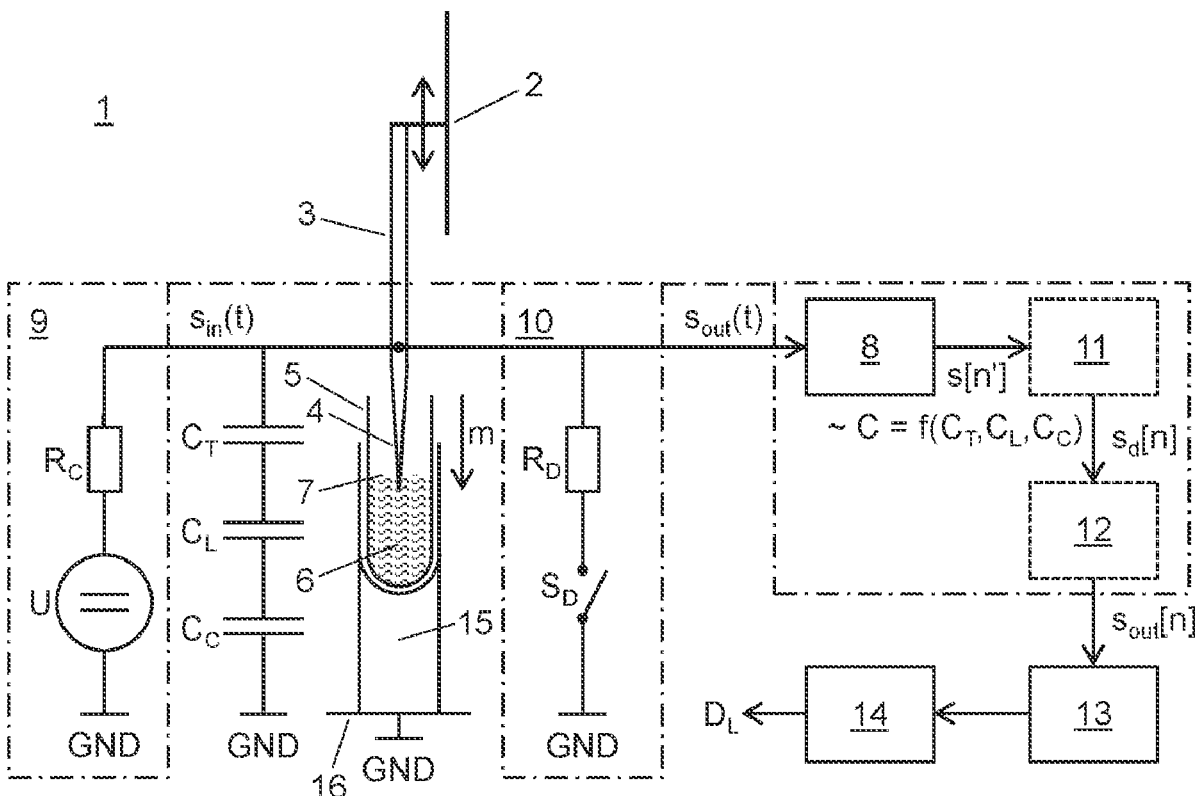 1
2
3
9
s_in(t)
10
s_out(t)
8
s[n']
11
5
4
m
R_C
C_T
R_D
~ C = f(C_T,C_L,C_C)
s_d[n]
7
12
C_L
6
S_D
U
C_C
15
s_out[n]
D_L
14
13
GND
GND
GND
GND
16